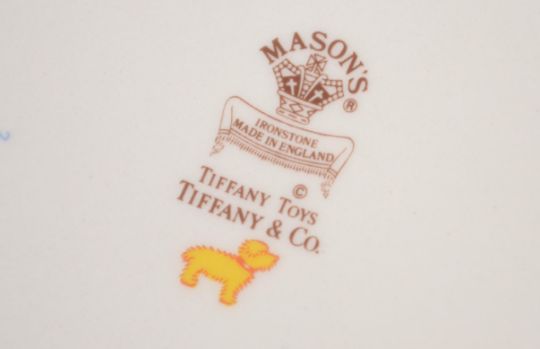 MASON'S
®
IRONSTONE
MADE IN ENGLAND
©
TIFFANY TOYS
TIFFANY & CO.